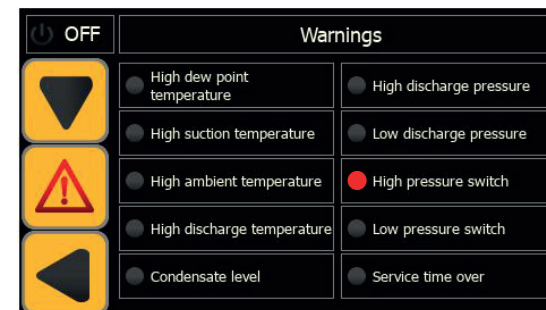 OFF
Warnings
High dew point
temperature
High discharge pressure
High suction temperature
Low discharge pressure
High ambient temperature
High pressure switch
High discharge temperature
Low pressure switch
Condensate level
Service time over